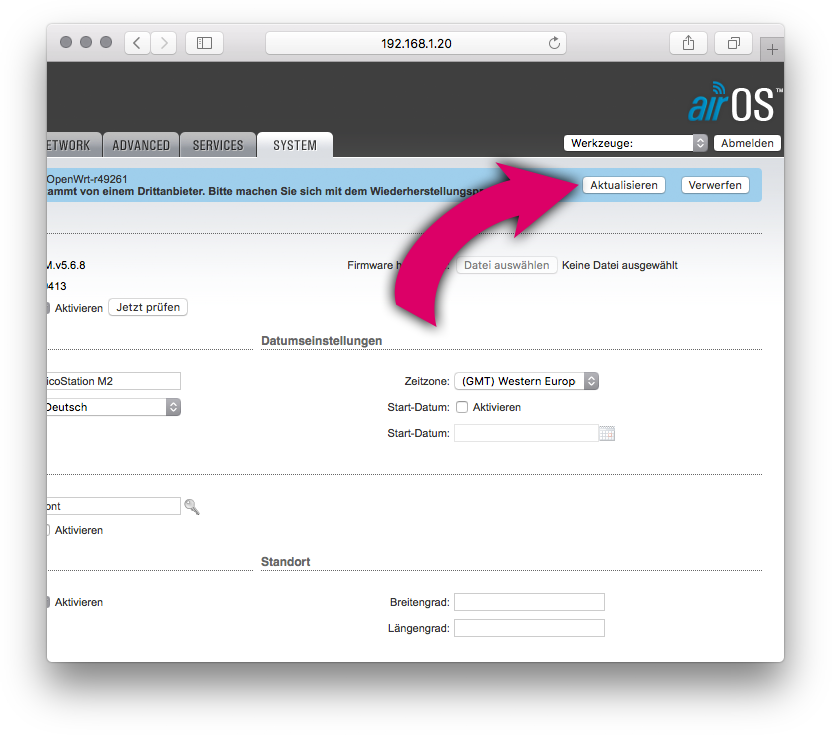 192.168.1.20
airOS™
ETWORK ADVANCED SERVICES SYSTEM
Werkzeuge: Abmelden
OpenWrt-r49261
ammt von einem Drittanbieter. Bitte machen Sie sich mit dem Wiederherstellungspr
Aktualisieren Verwerfen
M.v5.6.8
Firmware h Datei auswählen Keine Datei ausgewählt
0413
Aktivieren Jetzt prüfen
Datumseinstellungen
icoStation M2
Zeitzone: (GMT) Western Europ
Deutsch
Start-Datum: Aktivieren
Start-Datum:
ont
Aktivieren
Standort
Aktivieren
Breitengrad:
Längengrad: